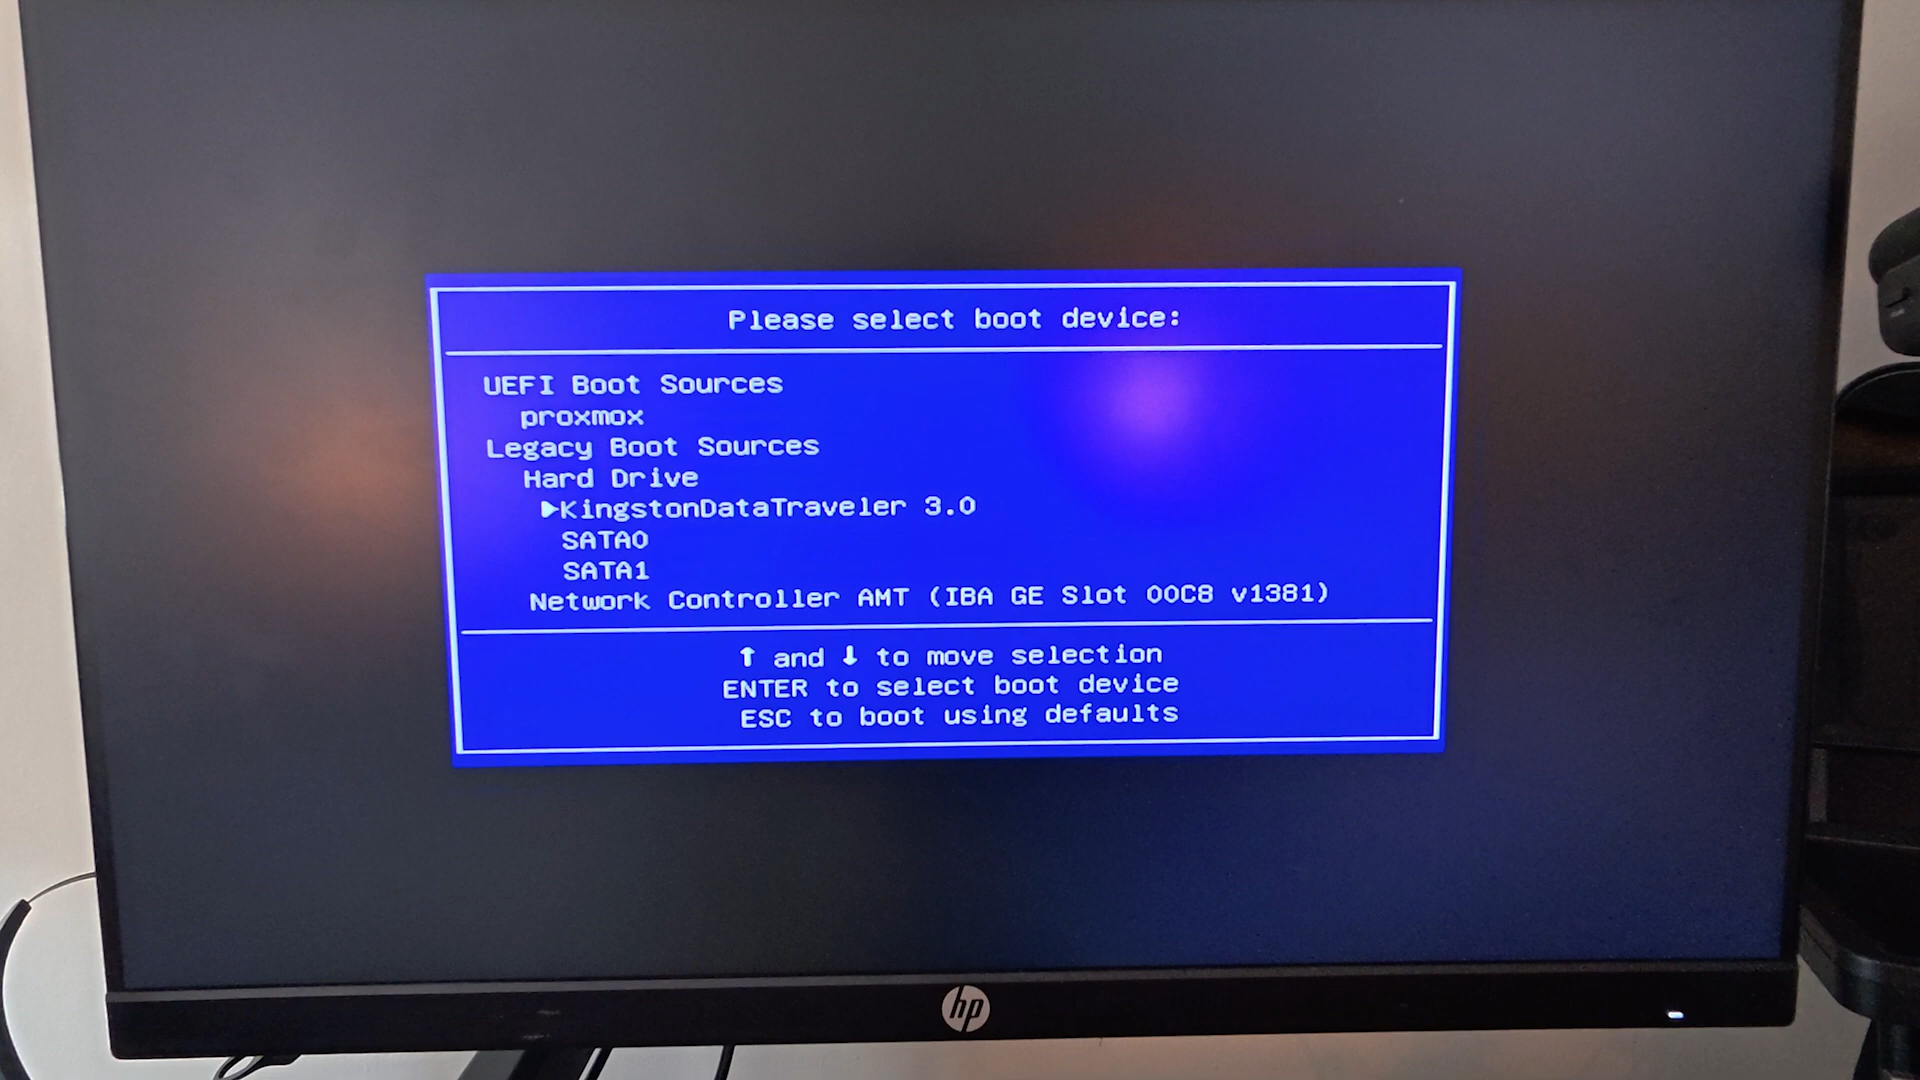 Please select boot device:
UEFI Boot Sources
proxmox
Legacy Boot Sources
Hard Drive
▶KingstonDataTraveler 3.0
SATA0
SATA1
Network Controller AMT (IBA GE Slot 00C8 v1381)
↑ and ↓ to move selection
ENTER to select boot device
ESC to boot using defaults
hp